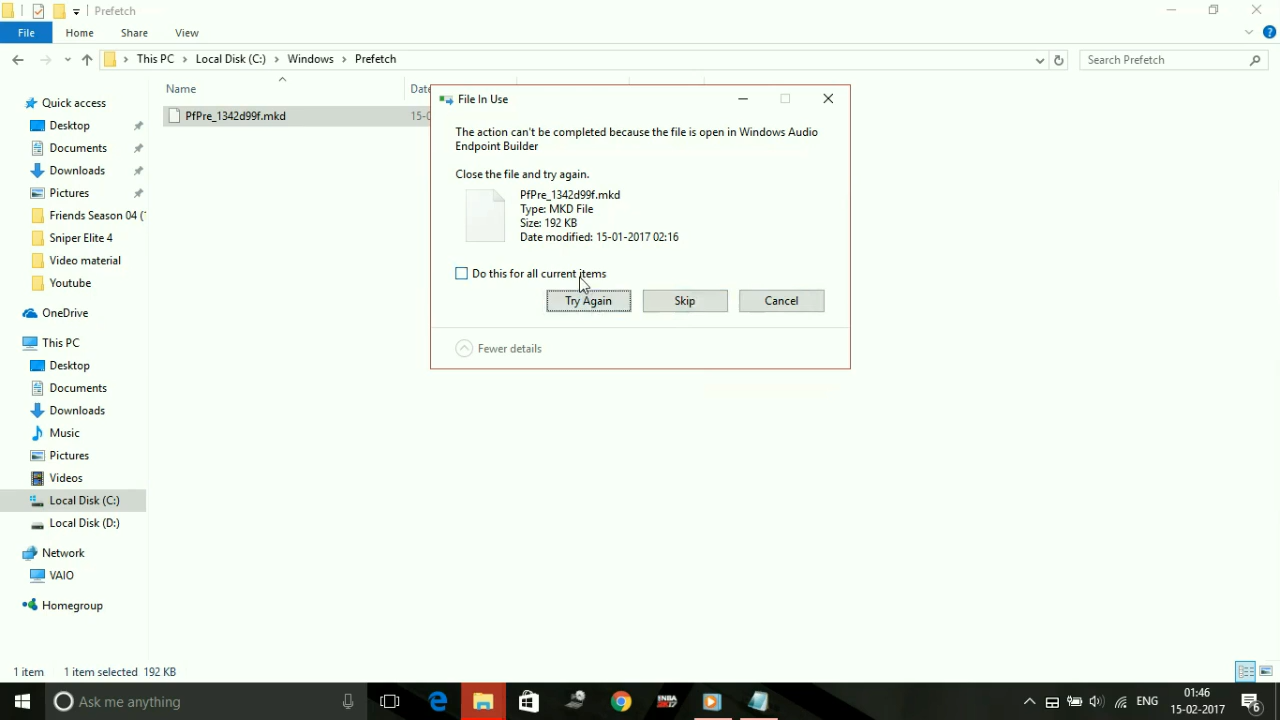 Prefetch
File
Home
Share
View
This PC
Local Disk (C:)
Windows
Prefetch
Search Prefetch
Quick access
Desktop
Documents
Downloads
Pictures
Friends Season 04 (
Sniper Elite 4
Video material
Youtube
OneDrive
This PC
Desktop
Documents
Downloads
Music
Pictures
Videos
Local Disk (C:)
Local Disk (D:)
Network
VAIO
Homegroup
Name
Date
PfPre_1342d99f.mkd
15-0
File In Use
The action can't be completed because the file is open in Windows Audio
Endpoint Builder
Close the file and try again.
PfPre_1342d99f.mkd
Type: MKD File
Size: 192 KB
Date modified: 15-01-2017 02:16
Do this for all current items
Try Again
Skip
Cancel
Fewer details
1 item
1 item selected 192 KB
Ask me anything
ENG
01:46
15-02-2017
6